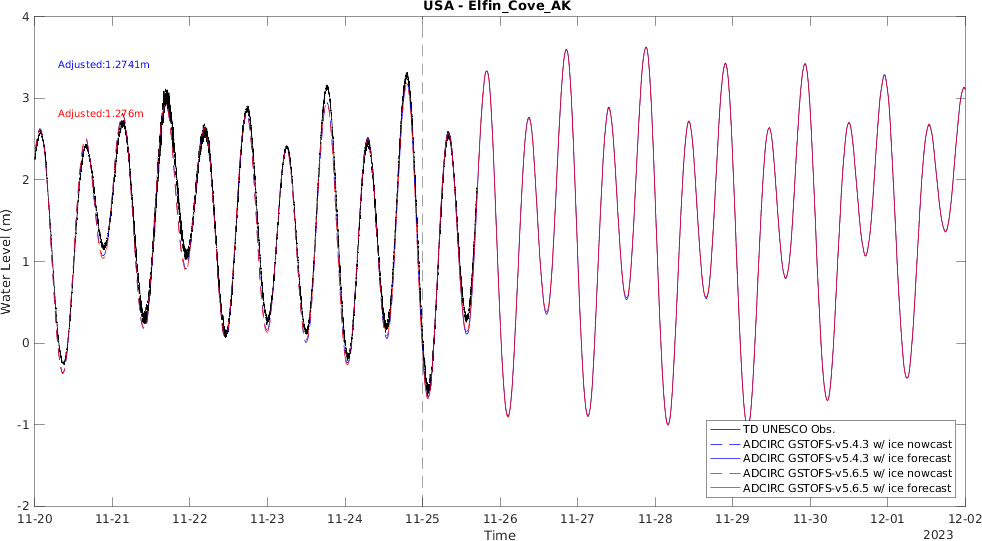 USA - Elfin_Cove_AK
4
3
2
1
0
-1
-2
Water Level (m)
Adjusted:1.2741m
Adjusted:1.276m
TD UNESCO Obs.
ADCIRC GSTOFS-v5.4.3 w/ ice nowcast
ADCIRC GSTOFS-v5.4.3 w/ ice forecast
ADCIRC GSTOFS-v5.6.5 w/ ice nowcast
ADCIRC GSTOFS-v5.6.5 w/ ice forecast
11-20 11-21 11-22 11-23 11-24 11-25 11-26 11-27 11-28 11-29 11-30 12-01 12-02
Time
2023